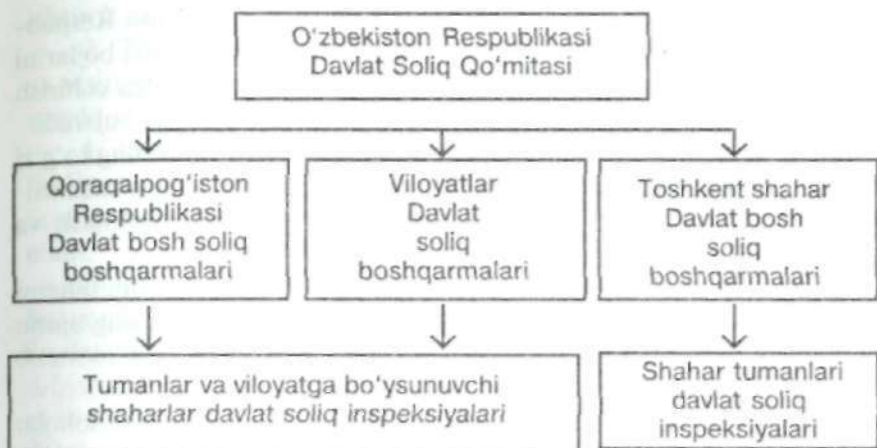 O‘zbekiston Respublikasi
Davlat Soliq Qo‘mitasi
Qoraqalpog‘iston
Respublikasi
Davlat bosh soliq
boshqarmalari
Viloyatlar
Davlat
soliq
boshqarmalari
Toshkent shahar
Davlat bosh
soliq
boshqarmalari
Tumanlar va viloyatga bo‘ysunuvchi
shaharlar davlat soliq inspeksiyalari
Shahar tumanlari
davlat soliq
inspeksiyalari